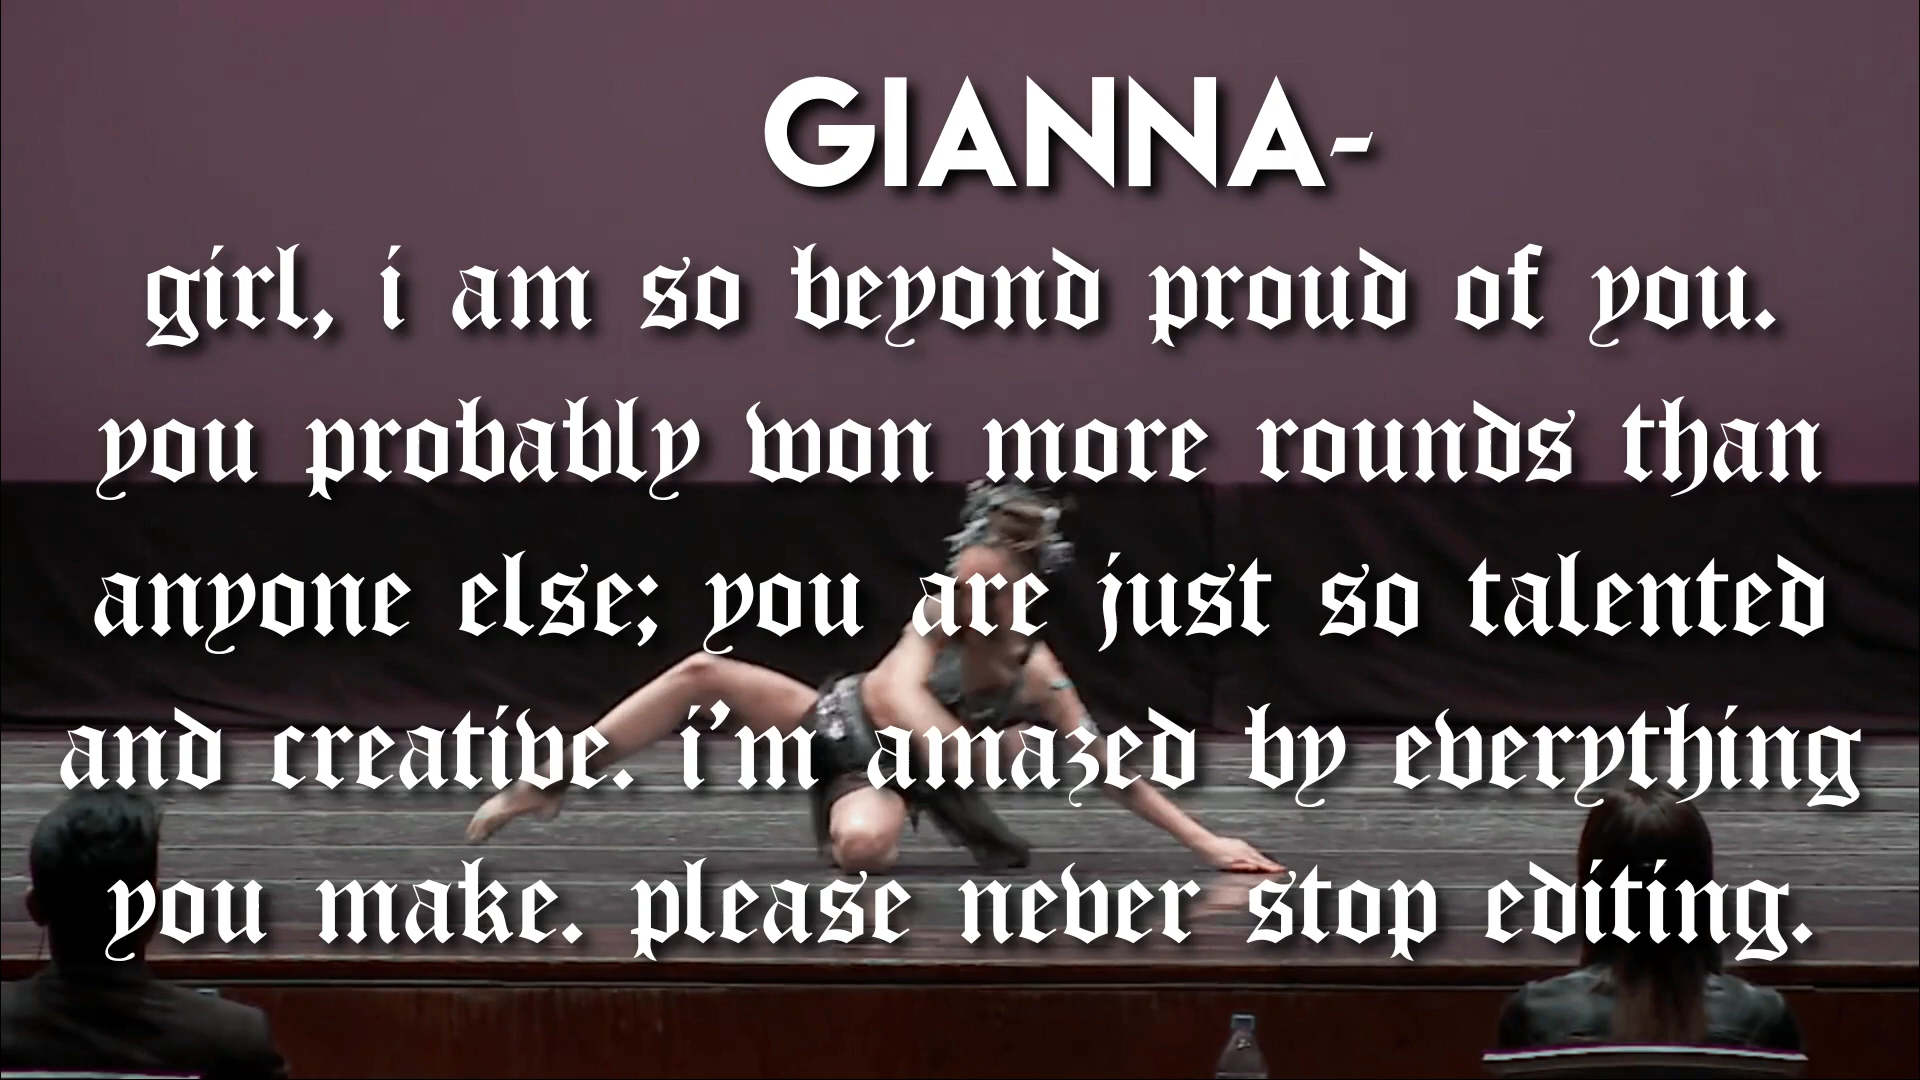 GIANNA-
girl, i am so beyond proud of you.
you probably won more rounds than
anyone else; you are just so talented
and creative. i'm amazed by everything
you make. please never stop editing.